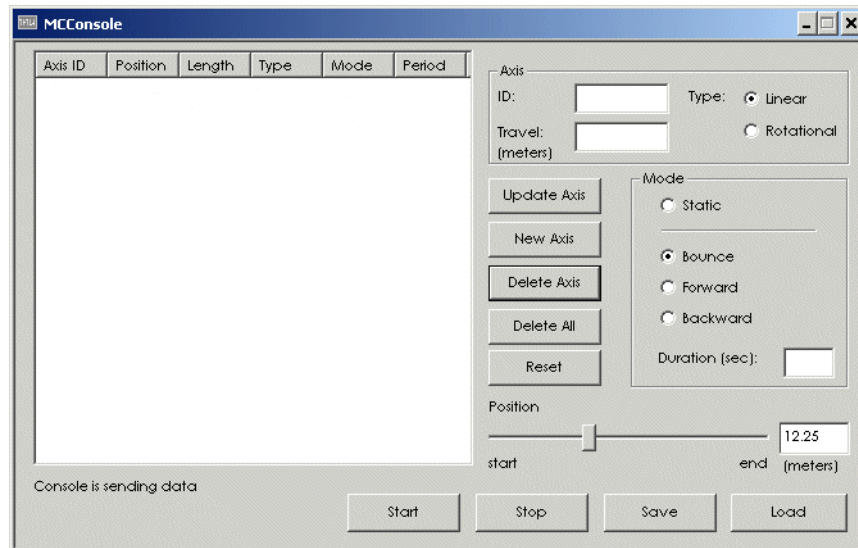 MCConsole
Axis ID Position Length Type Mode Period
Axis
ID: Type: Linear
Travel: Rotational
(meters)
Update Axis
New Axis
Delete Axis
Delete All
Reset
Mode
Static
Bounce
Forward
Backward
Duration (sec):
Position
12.25
start end (meters)
Console is sending data
Start Stop Save Load